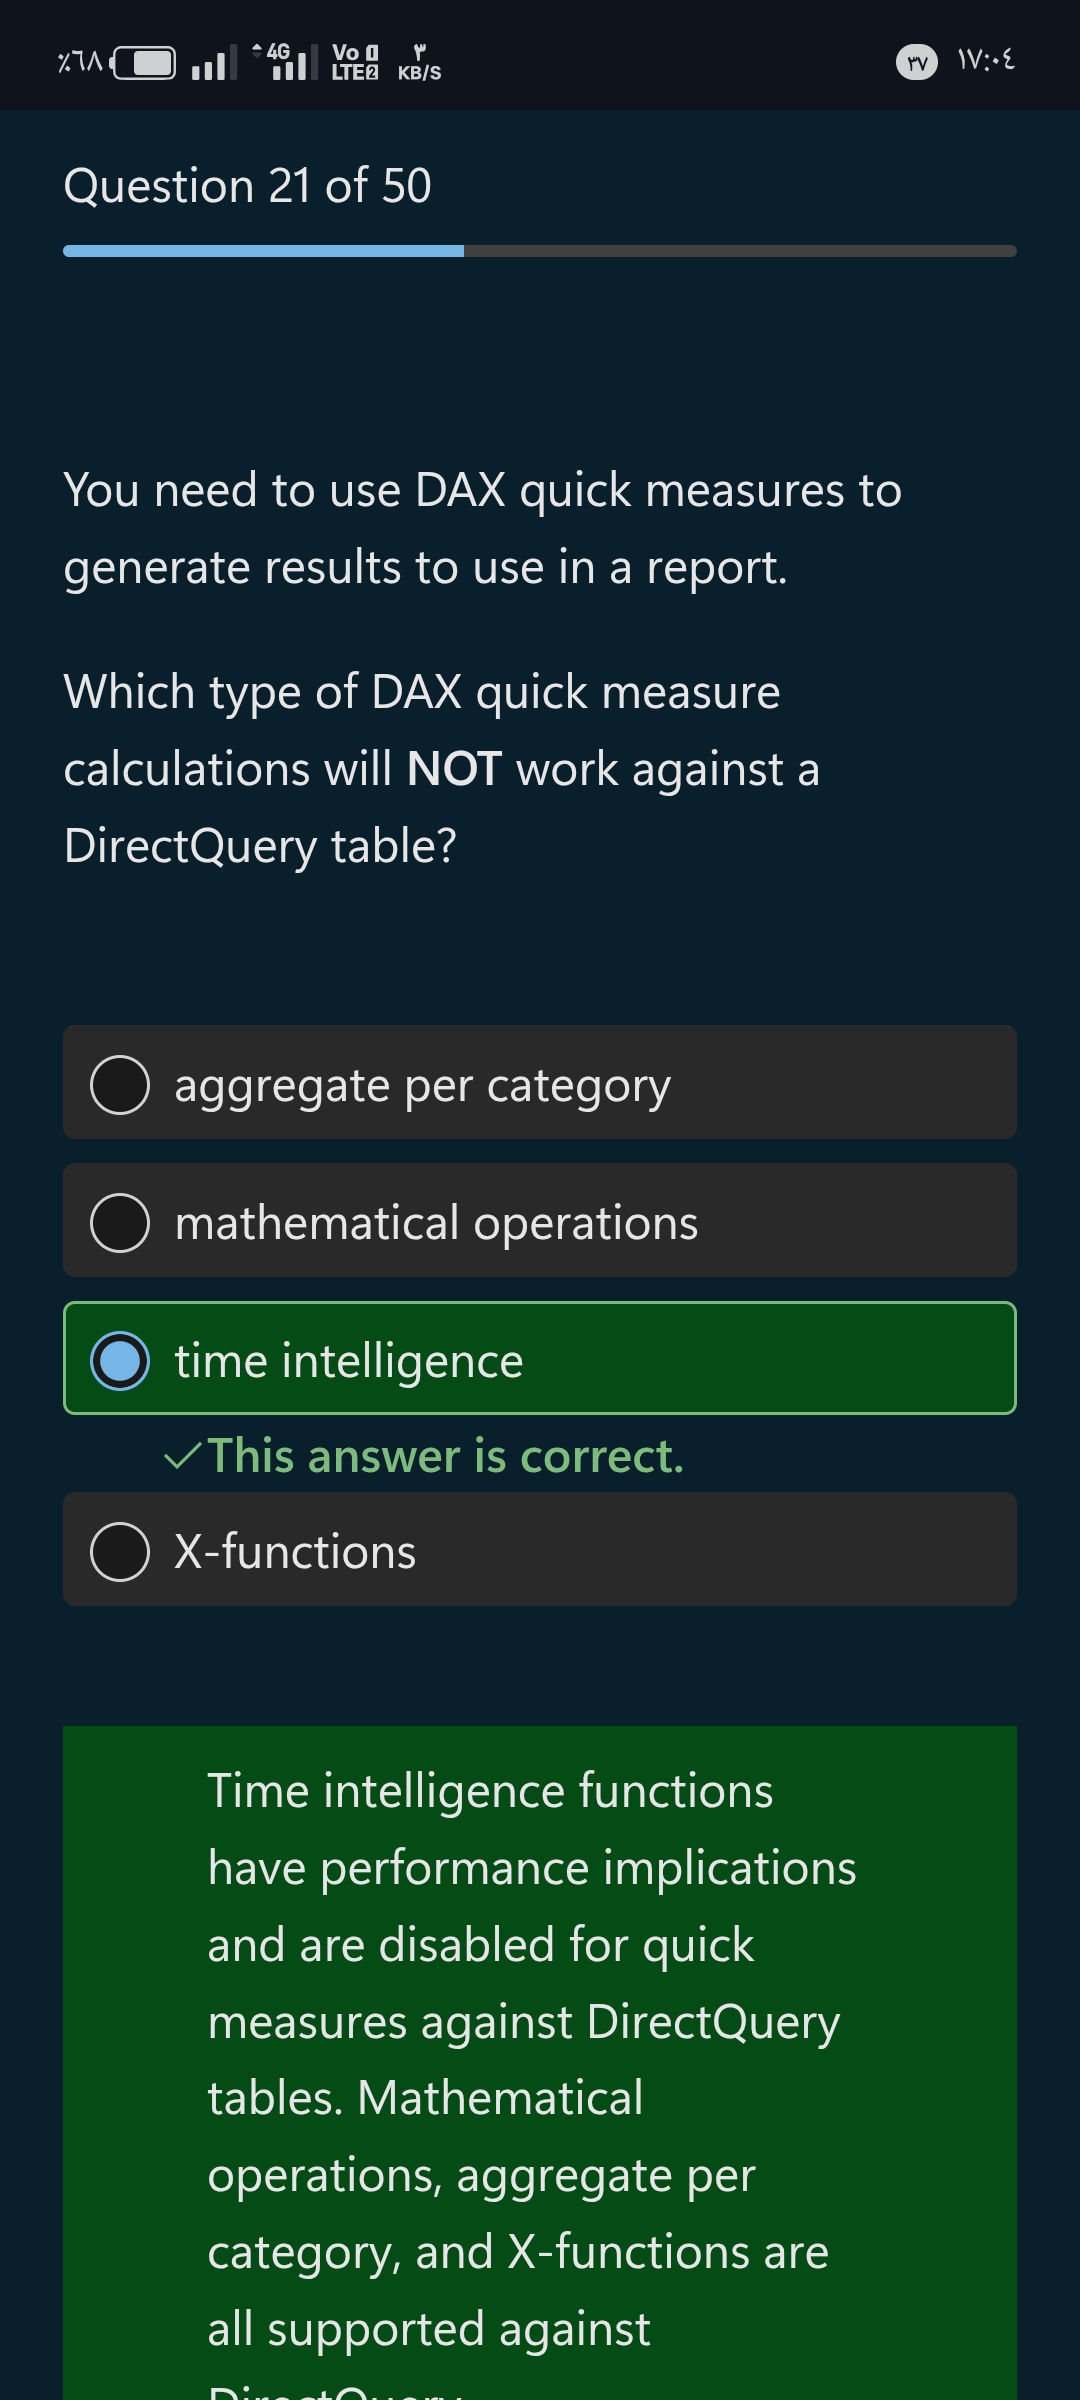 ٪٦٨ 4G Vo 1 LTE 2 ٣ KB/S ٣٧ ١٧:٠٤
Question 21 of 50
You need to use DAX quick measures to
generate results to use in a report.
Which type of DAX quick measure
calculations will NOT work against a
DirectQuery table?
aggregate per category
mathematical operations
time intelligence
This answer is correct.
X-functions
Time intelligence functions
have performance implications
and are disabled for quick
measures against DirectQuery
tables. Mathematical
operations, aggregate per
category, and X-functions are
all supported against
DirectQuery